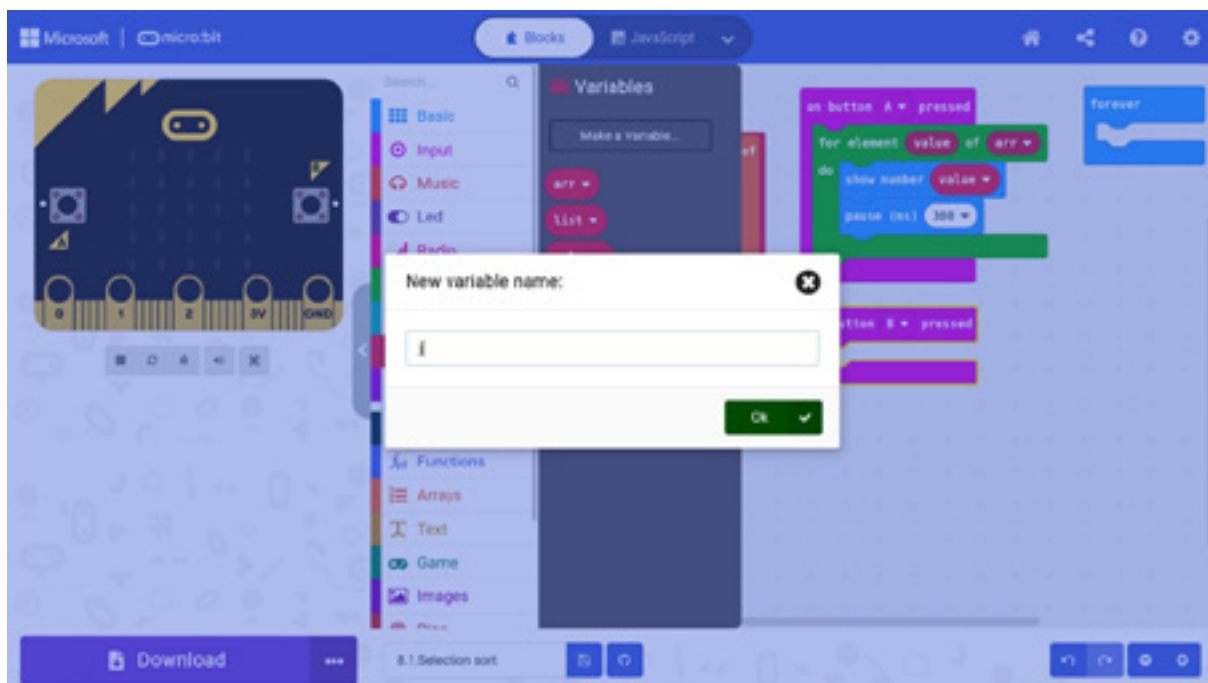 Microsoft | micro:bit
Blocks
JavaScript
Search...
Basic
Input
Music
Led
Radio
Functions
Arrays
Text
Game
Images
Variables
Make a Variable...
arr
list
on button A pressed
for element value of arr
do
show number value
pause (ms) 300
forever
button B pressed
New variable name:
i
Ok
0 1 2 3V GND
Download
8.1.Selection sort